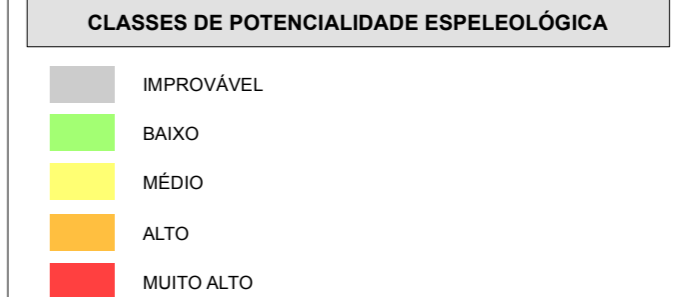 CLASSES DE POTENCIALIDADE ESPELEOLÓGICA
IMPROVÁVEL
BAIXO
MÉDIO
ALTO
MUITO ALTO